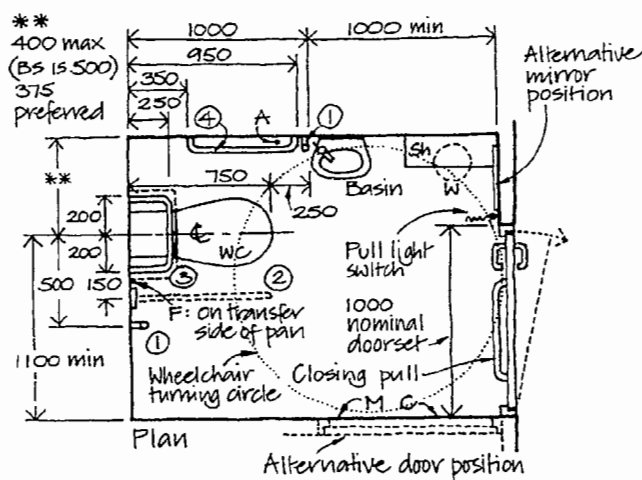 **
400 max
(BS is 500)
375
preferred
1000
1000 min
950
350
250
Alternative
mirror
position
4
A
1
Sh
**
750
Basin
W
250
200
WC
Pull light
switch
200
3
2
500
150
F: on transfer
side of pan
1000
nominal
doorset
1
1100 min
Wheelchair
turning circle
Closing pull
M C
Plan
Alternative door position